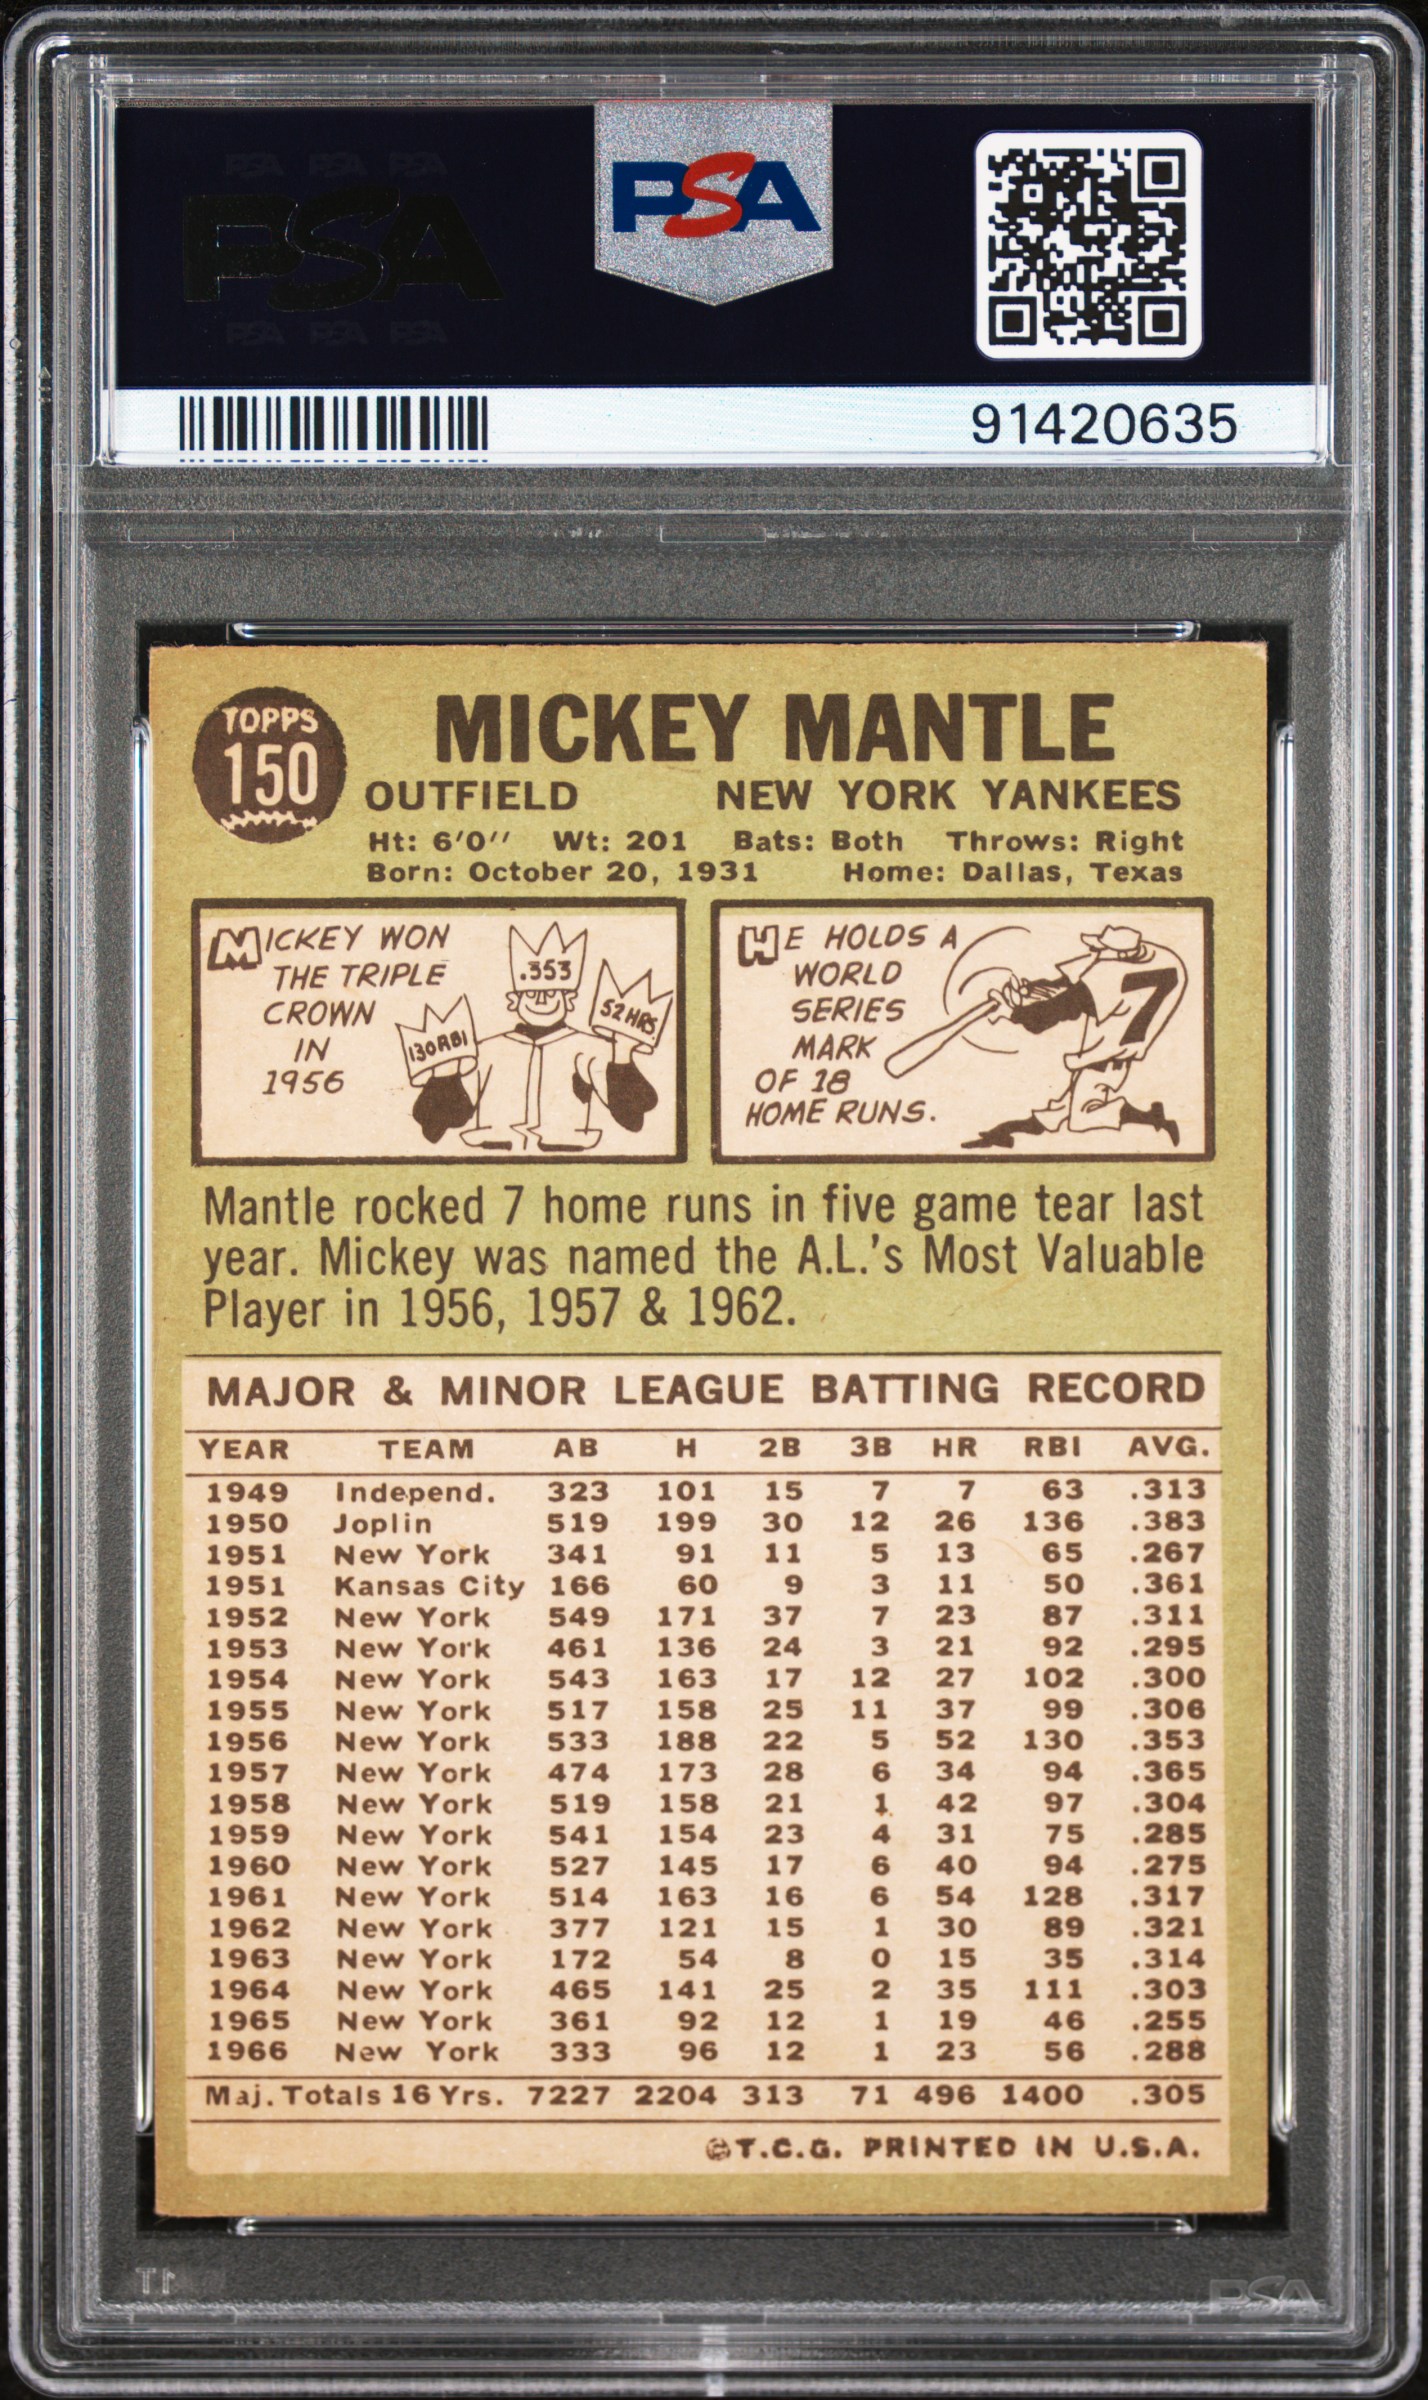 PSA PSA PSA
PSA
PSA PSA PSA
PSA
91420635
TOPPS
150
MICKEY MANTLE
OUTFIELD NEW YORK YANKEES
Ht: 6'0'' Wt: 201 Bats: Both Throws: Right
Born: October 20, 1931 Home: Dallas, Texas
MICKEY WON
THE TRIPLE
CROWN
IN
1956
.353
130 RBI
52 HRS.
HE HOLDS A
WORLD
SERIES
MARK
OF 18
HOME RUNS.
7
Mantle rocked 7 home runs in five game tear last
year. Mickey was named the A.L.'s Most Valuable
Player in 1956, 1957 & 1962.
MAJOR & MINOR LEAGUE BATTING RECORD
YEAR TEAM AB H 2B 3B HR RBI AVG.
1949 Independ. 323 101 15 7 7 63 .313
1950 Joplin 519 199 30 12 26 136 .383
1951 New York 341 91 11 5 13 65 .267
1951 Kansas City 166 60 9 3 11 50 .361
1952 New York 549 171 37 7 23 87 .311
1953 New York 461 136 24 3 21 92 .295
1954 New York 543 163 17 12 27 102 .300
1955 New York 517 158 25 11 37 99 .306
1956 New York 533 188 22 5 52 130 .353
1957 New York 474 173 28 6 34 94 .365
1958 New York 519 158 21 1 42 97 .304
1959 New York 541 154 23 4 31 75 .285
1960 New York 527 145 17 6 40 94 .275
1961 New York 514 163 16 6 54 128 .317
1962 New York 377 121 15 1 30 89 .321
1963 New York 172 54 8 0 15 35 .314
1964 New York 465 141 25 2 35 111 .303
1965 New York 361 92 12 1 19 46 .255
1966 New York 333 96 12 1 23 56 .288
Maj. Totals 16 Yrs. 7227 2204 313 71 496 1400 .305
©T.C.G. PRINTED IN U.S.A.
PSA